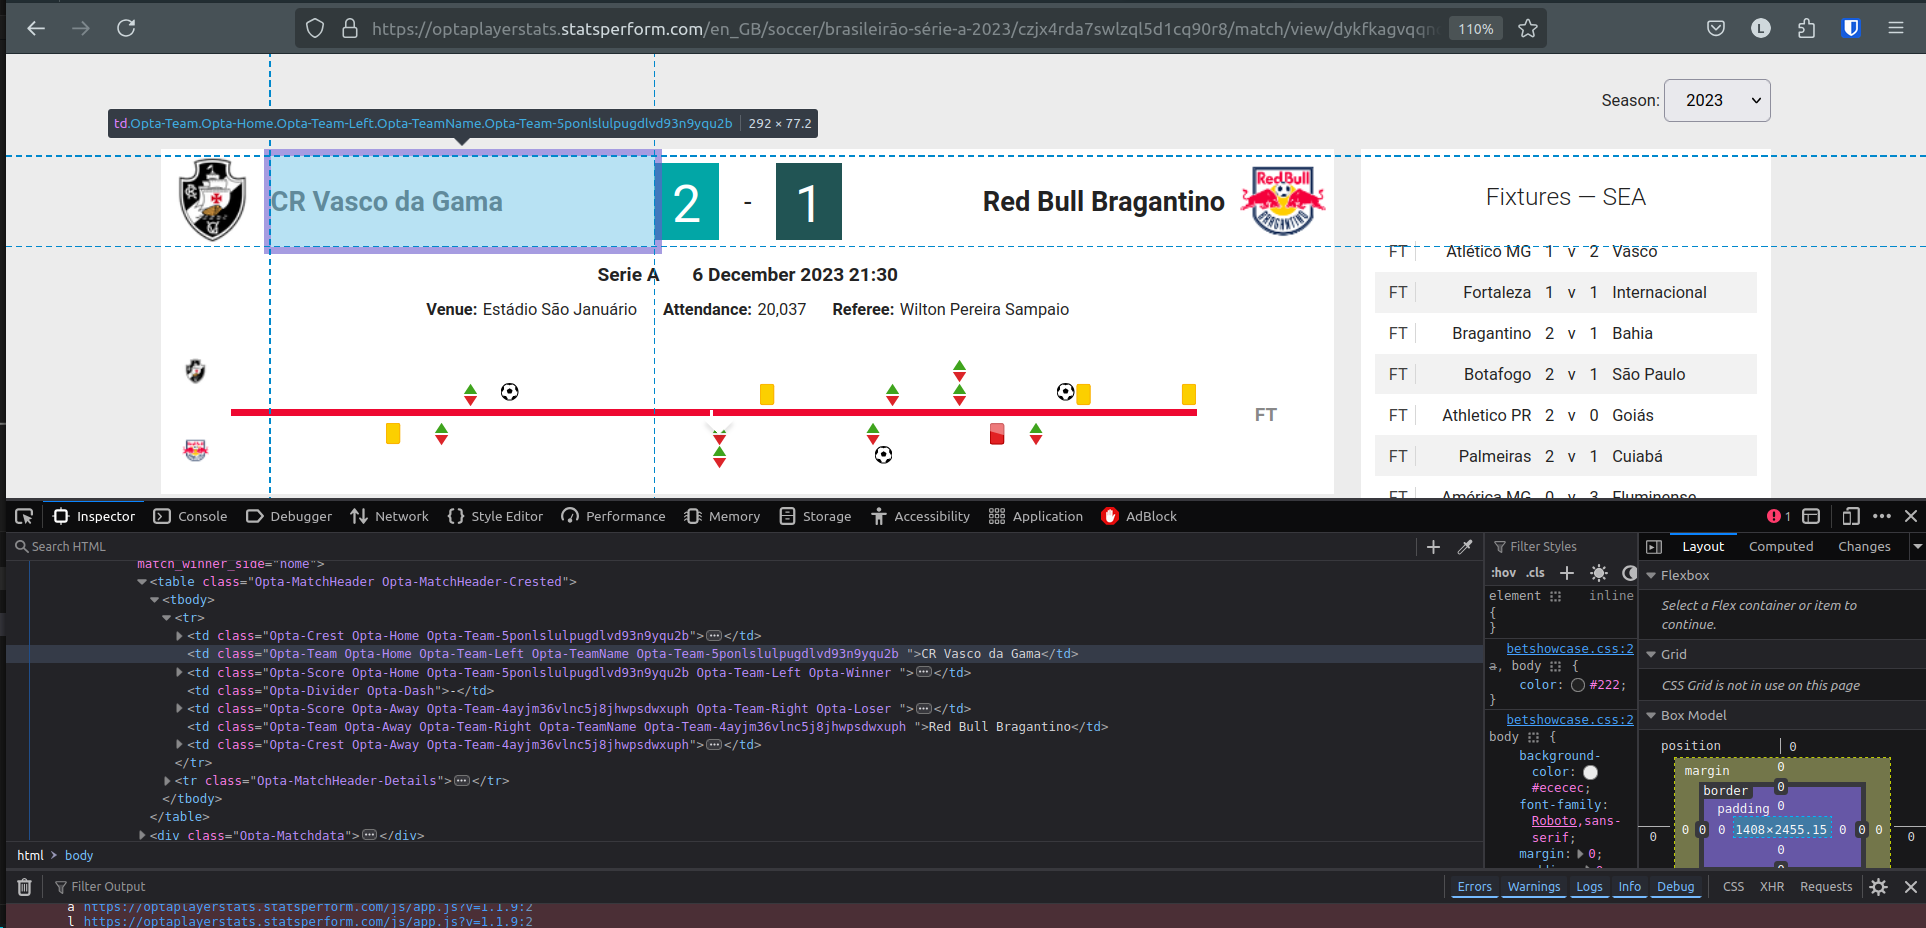 https://optaplayerstats.statsperform.com/en_GB/soccer/brasileirão-série-a-2023/czjx4rda7swlzql5d1cq90r8/match/view/dykfkagvqqn
110%
L
Season: 2023
td.Opta-Team.Opta-Home.Opta-Team-Left.Opta-TeamName.Opta-Team-5ponlslulpugdlvd93n9yqu2b 292 × 77.2
CR Vasco da Gama 2 - 1 Red Bull Bragantino
Serie A 6 December 2023 21:30
Venue: Estádio São Januário Attendance: 20,037 Referee: Wilton Pereira Sampaio
FT
Fixtures — SEA
FT Atlético MG 1 v 2 Vasco
FT Fortaleza 1 v 1 Internacional
FT Bragantino 2 v 1 Bahia
FT Botafogo 2 v 1 São Paulo
FT Athletico PR 2 v 0 Goiás
FT Palmeiras 2 v 1 Cuiabá
FT América MG 0 v 3 Fluminense
Inspector Console Debugger Network Style Editor Performance Memory Storage Accessibility Application AdBlock 1
Search HTML
match_winner_side="home">
<table class="Opta-MatchHeader Opta-MatchHeader-Crested">
<tbody>
<tr>
<td class="Opta-Crest Opta-Home Opta-Team-5ponlslulpugdlvd93n9yqu2b"></td>
<td class="Opta-Team Opta-Home Opta-Team-Left Opta-TeamName Opta-Team-5ponlslulpugdlvd93n9yqu2b ">CR Vasco da Gama</td>
<td class="Opta-Score Opta-Home Opta-Team-5ponlslulpugdlvd93n9yqu2b Opta-Team-Left Opta-Winner "></td>
<td class="Opta-Divider Opta-Dash">-</td>
<td class="Opta-Score Opta-Away Opta-Team-4ayjm36vlnc5j8jhwpsdwxuph Opta-Team-Right Opta-Loser "></td>
<td class="Opta-Team Opta-Away Opta-Team-Right Opta-TeamName Opta-Team-4ayjm36vlnc5j8jhwpsdwxuph ">Red Bull Bragantino</td>
<td class="Opta-Crest Opta-Away Opta-Team-4ayjm36vlnc5j8jhwpsdwxuph"></td>
</tr>
<tr class="Opta-MatchHeader-Details"></tr>
</tbody>
</table>
<div class="Opta-Matchdata"></div>
html > body
Filter Styles
:hov .cls +
element inline
{
}
betshowcase.css:2
a, body {
color: #222;
}
betshowcase.css:2
body {
background-
color:
#ececec;
font-family:
Roboto,sans-
serif;
margin: 0;
Layout Computed Changes
Flexbox
Select a Flex container or item to
continue.
Grid
CSS Grid is not in use on this page
Box Model
position 0
margin 0
border 0
padding 0
0 0 0 0 1408×2455.15 0 0 0 0
0
0
Filter Output
Errors Warnings Logs Info Debug CSS XHR Requests
a https://optaplayerstats.statsperform.com/js/app.js?v=1.1.9:2
l https://optaplayerstats.statsperform.com/js/app.js?v=1.1.9:2